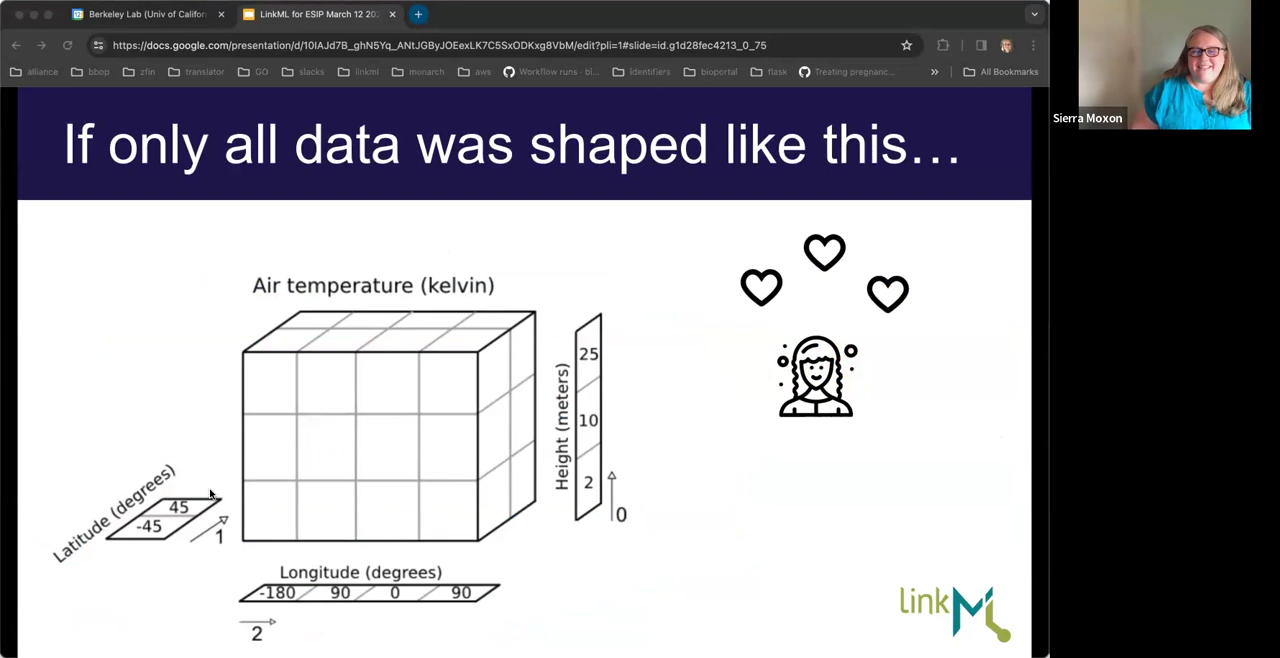 Berkeley Lab (Univ of Califor
LinkML for ESIP March 12 202
https://docs.google.com/presentation/d/10IAJd7B_ghN5Yq_ANtJGByJOEexLK7C5SxODKxg8VbM/edit?pli=1#slide=id.g1d28fec4213_0_75
alliance bbop zfin translator GO slacks linkml monarch aws Workflow runs · bi... identifiers bioportal flask Treating pregnanc... » All Bookmarks
Sierra Moxon
If only all data was shaped like this…
Air temperature (kelvin)
Height (meters)
25
10
2
0
Latitude (degrees)
45
-45
1
Longitude (degrees)
-180 90 0 90
2
linkML